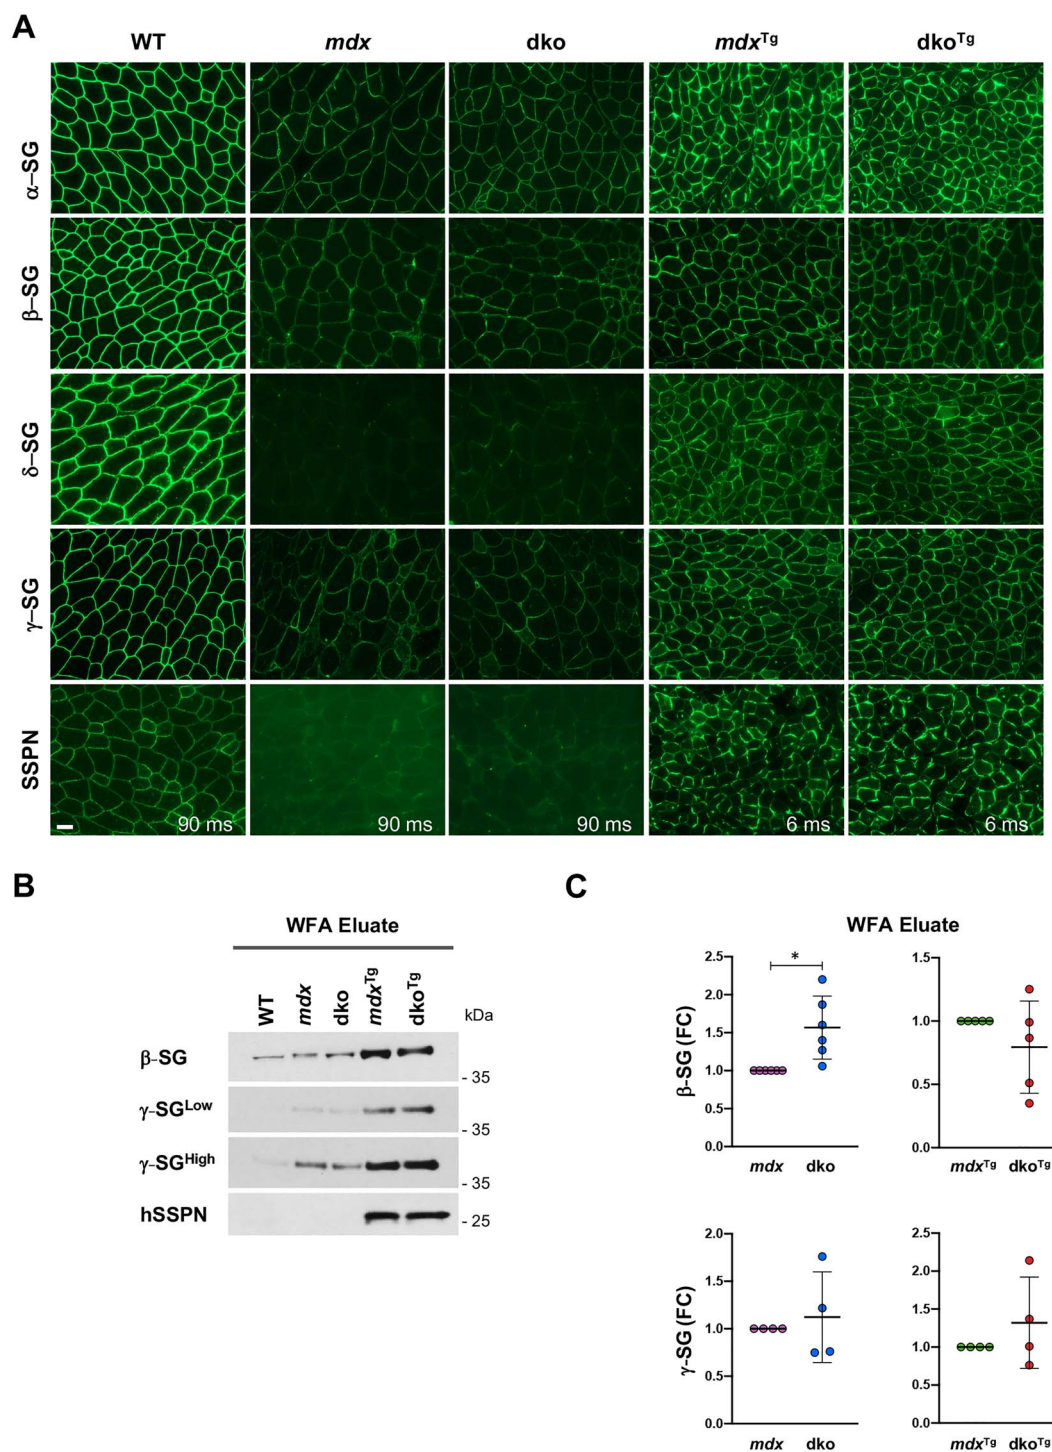 A
WT mdx dko mdxTg dkoTg
α–SG
β–SG
δ–SG
γ–SG
SSPN
90 ms 90 ms 90 ms 6 ms 6 ms
B
WFA Eluate
WT mdx dko mdxTg dkoTg kDa
β-SG
- 35
γ-SGLow
- 35
γ-SGHigh
- 35
hSSPN
- 25
C
WFA Eluate
β-SG (FC)
2.5
2.0
1.5
1.0
0.5
0.0
*
mdx dko
1.5
1.0
0.5
0.0
mdxTg dkoTg
γ-SG (FC)
2.0
1.5
1.0
0.5
0.0
mdx dko
2.5
2.0
1.5
1.0
0.5
0.0
mdxTg dkoTg